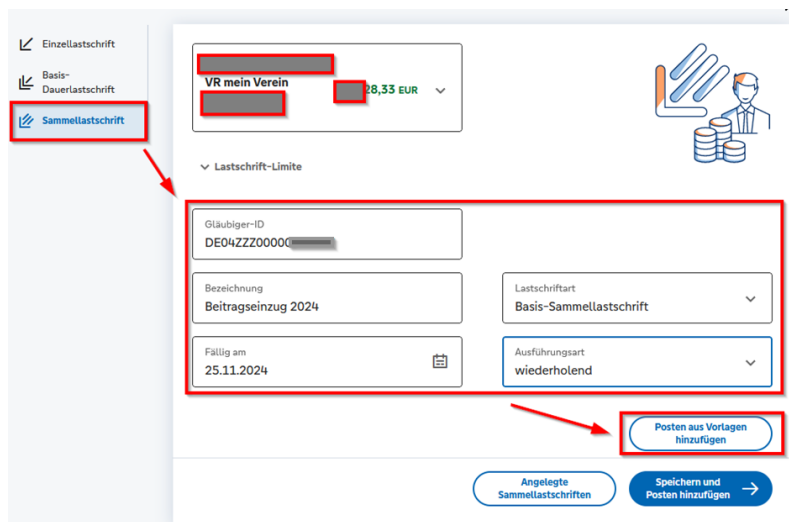 Einzellastschrift
Basis-
Dauerlastschrift
Sammellastschrift
VR mein Verein
28,33 EUR
Lastschrift-Limite
Gläubiger-ID
DE04ZZZ0000
Bezeichnung
Beitragseinzug 2024
Lastschriftart
Basis-Sammellastschrift
Fällig am
25.11.2024
Ausführungsart
wiederholend
Posten aus Vorlagen
hinzufügen
Angelegte
Sammellastschriften
Speichern und
Posten hinzufügen